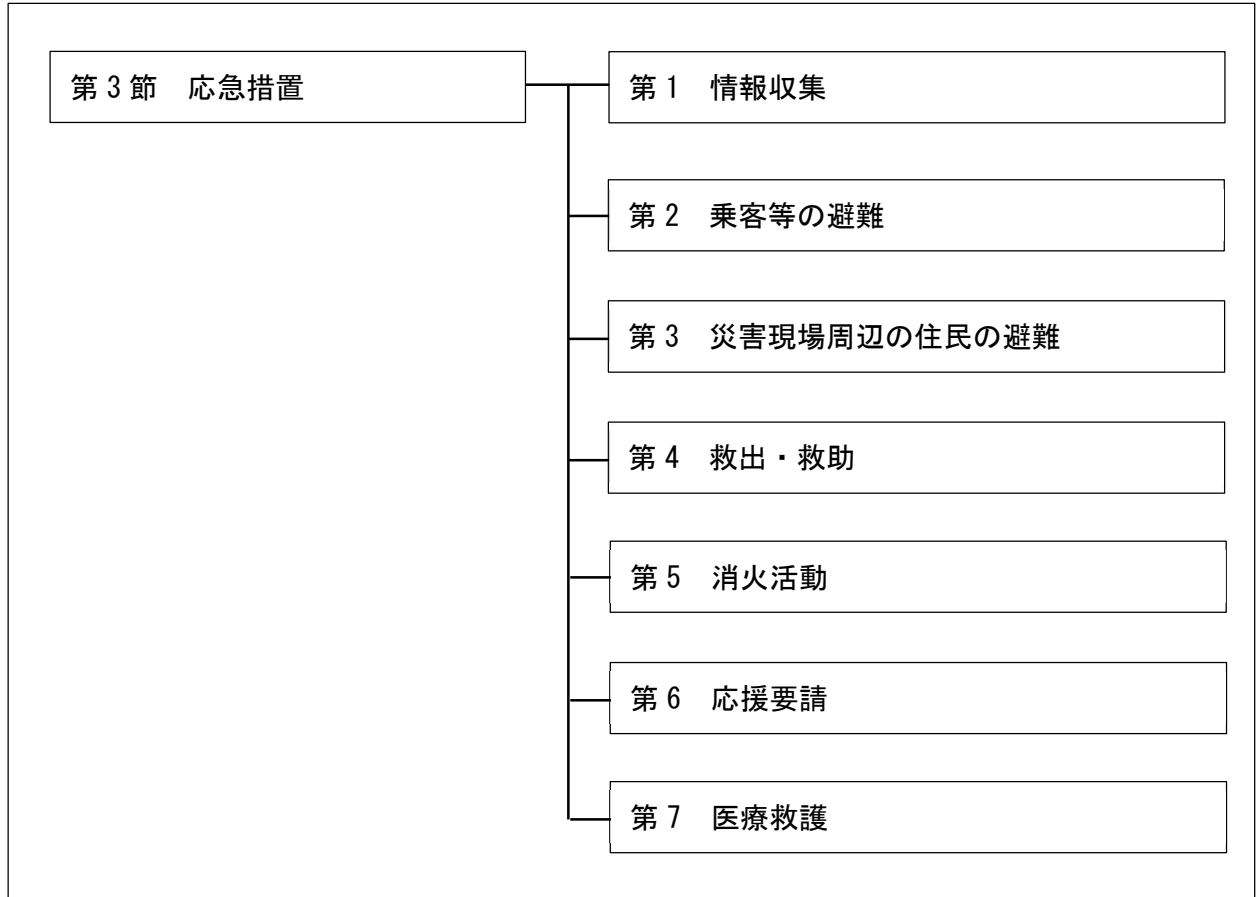 第3節　応急措置
第1　情報収集
第2　乗客等の避難
第3　災害現場周辺の住民の避難
第4　救出・救助
第5　消火活動
第6　応援要請
第7　医療救護